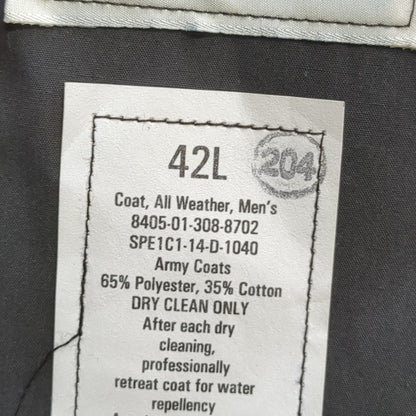 42L 204
Coat, All Weather, Men's
8405-01-308-8702
SPE1C1-14-D-1040
Army Coats
65% Polyester, 35% Cotton
DRY CLEAN ONLY
After each dry
cleaning,
professionally
retreat coat for water
repellency